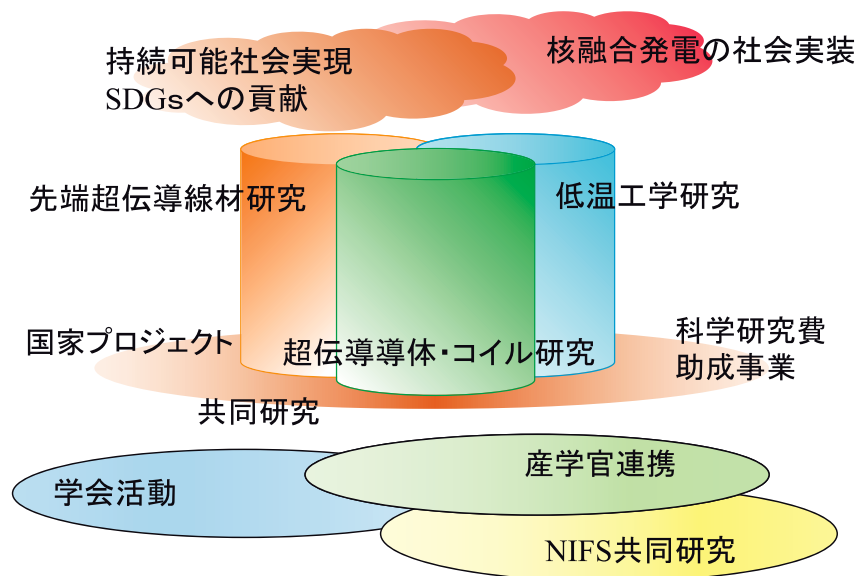 持続可能社会実現
SDGsへの貢献
核融合発電の社会実装
先端超伝導線材研究
低温工学研究
国家プロジェクト
超伝導導体・コイル研究
科学研究費
助成事業
共同研究
学会活動
産学官連携
NIFS共同研究